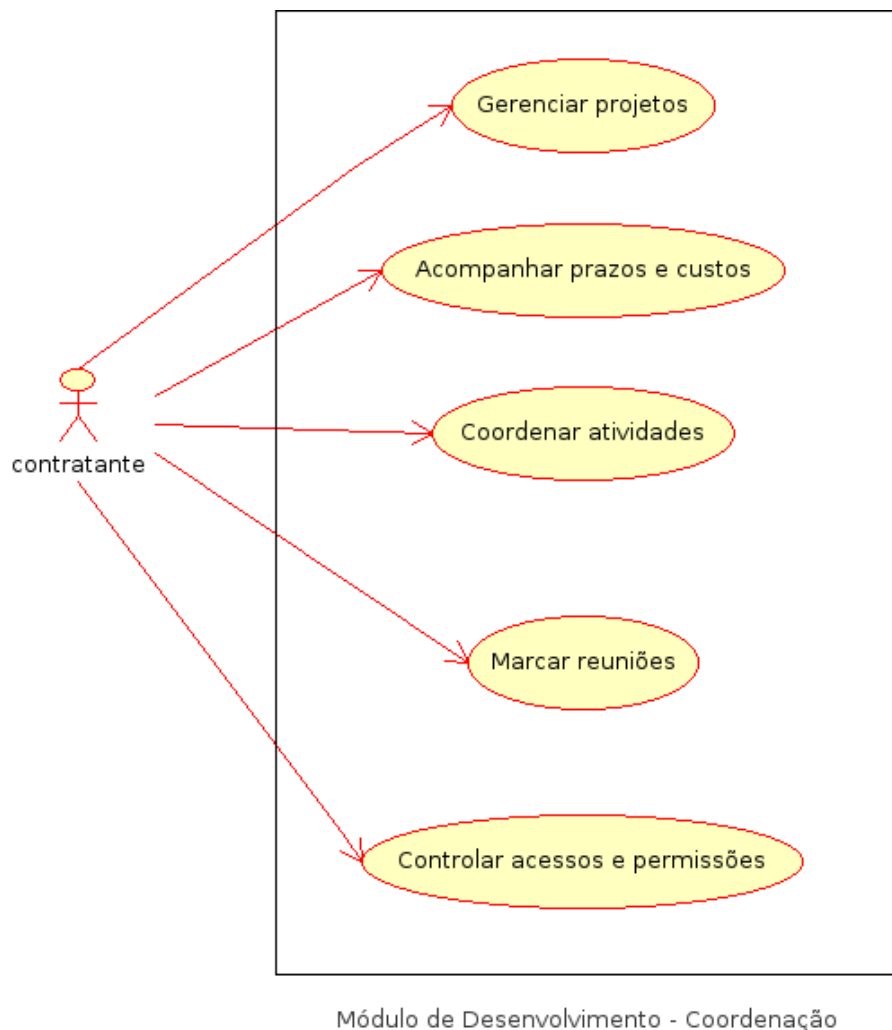 Gerenciar projetos
Acompanhar prazos e custos
Coordenar atividades
contratante
Marcar reuniões
Controlar acessos e permissões
Módulo de Desenvolvimento - Coordenação